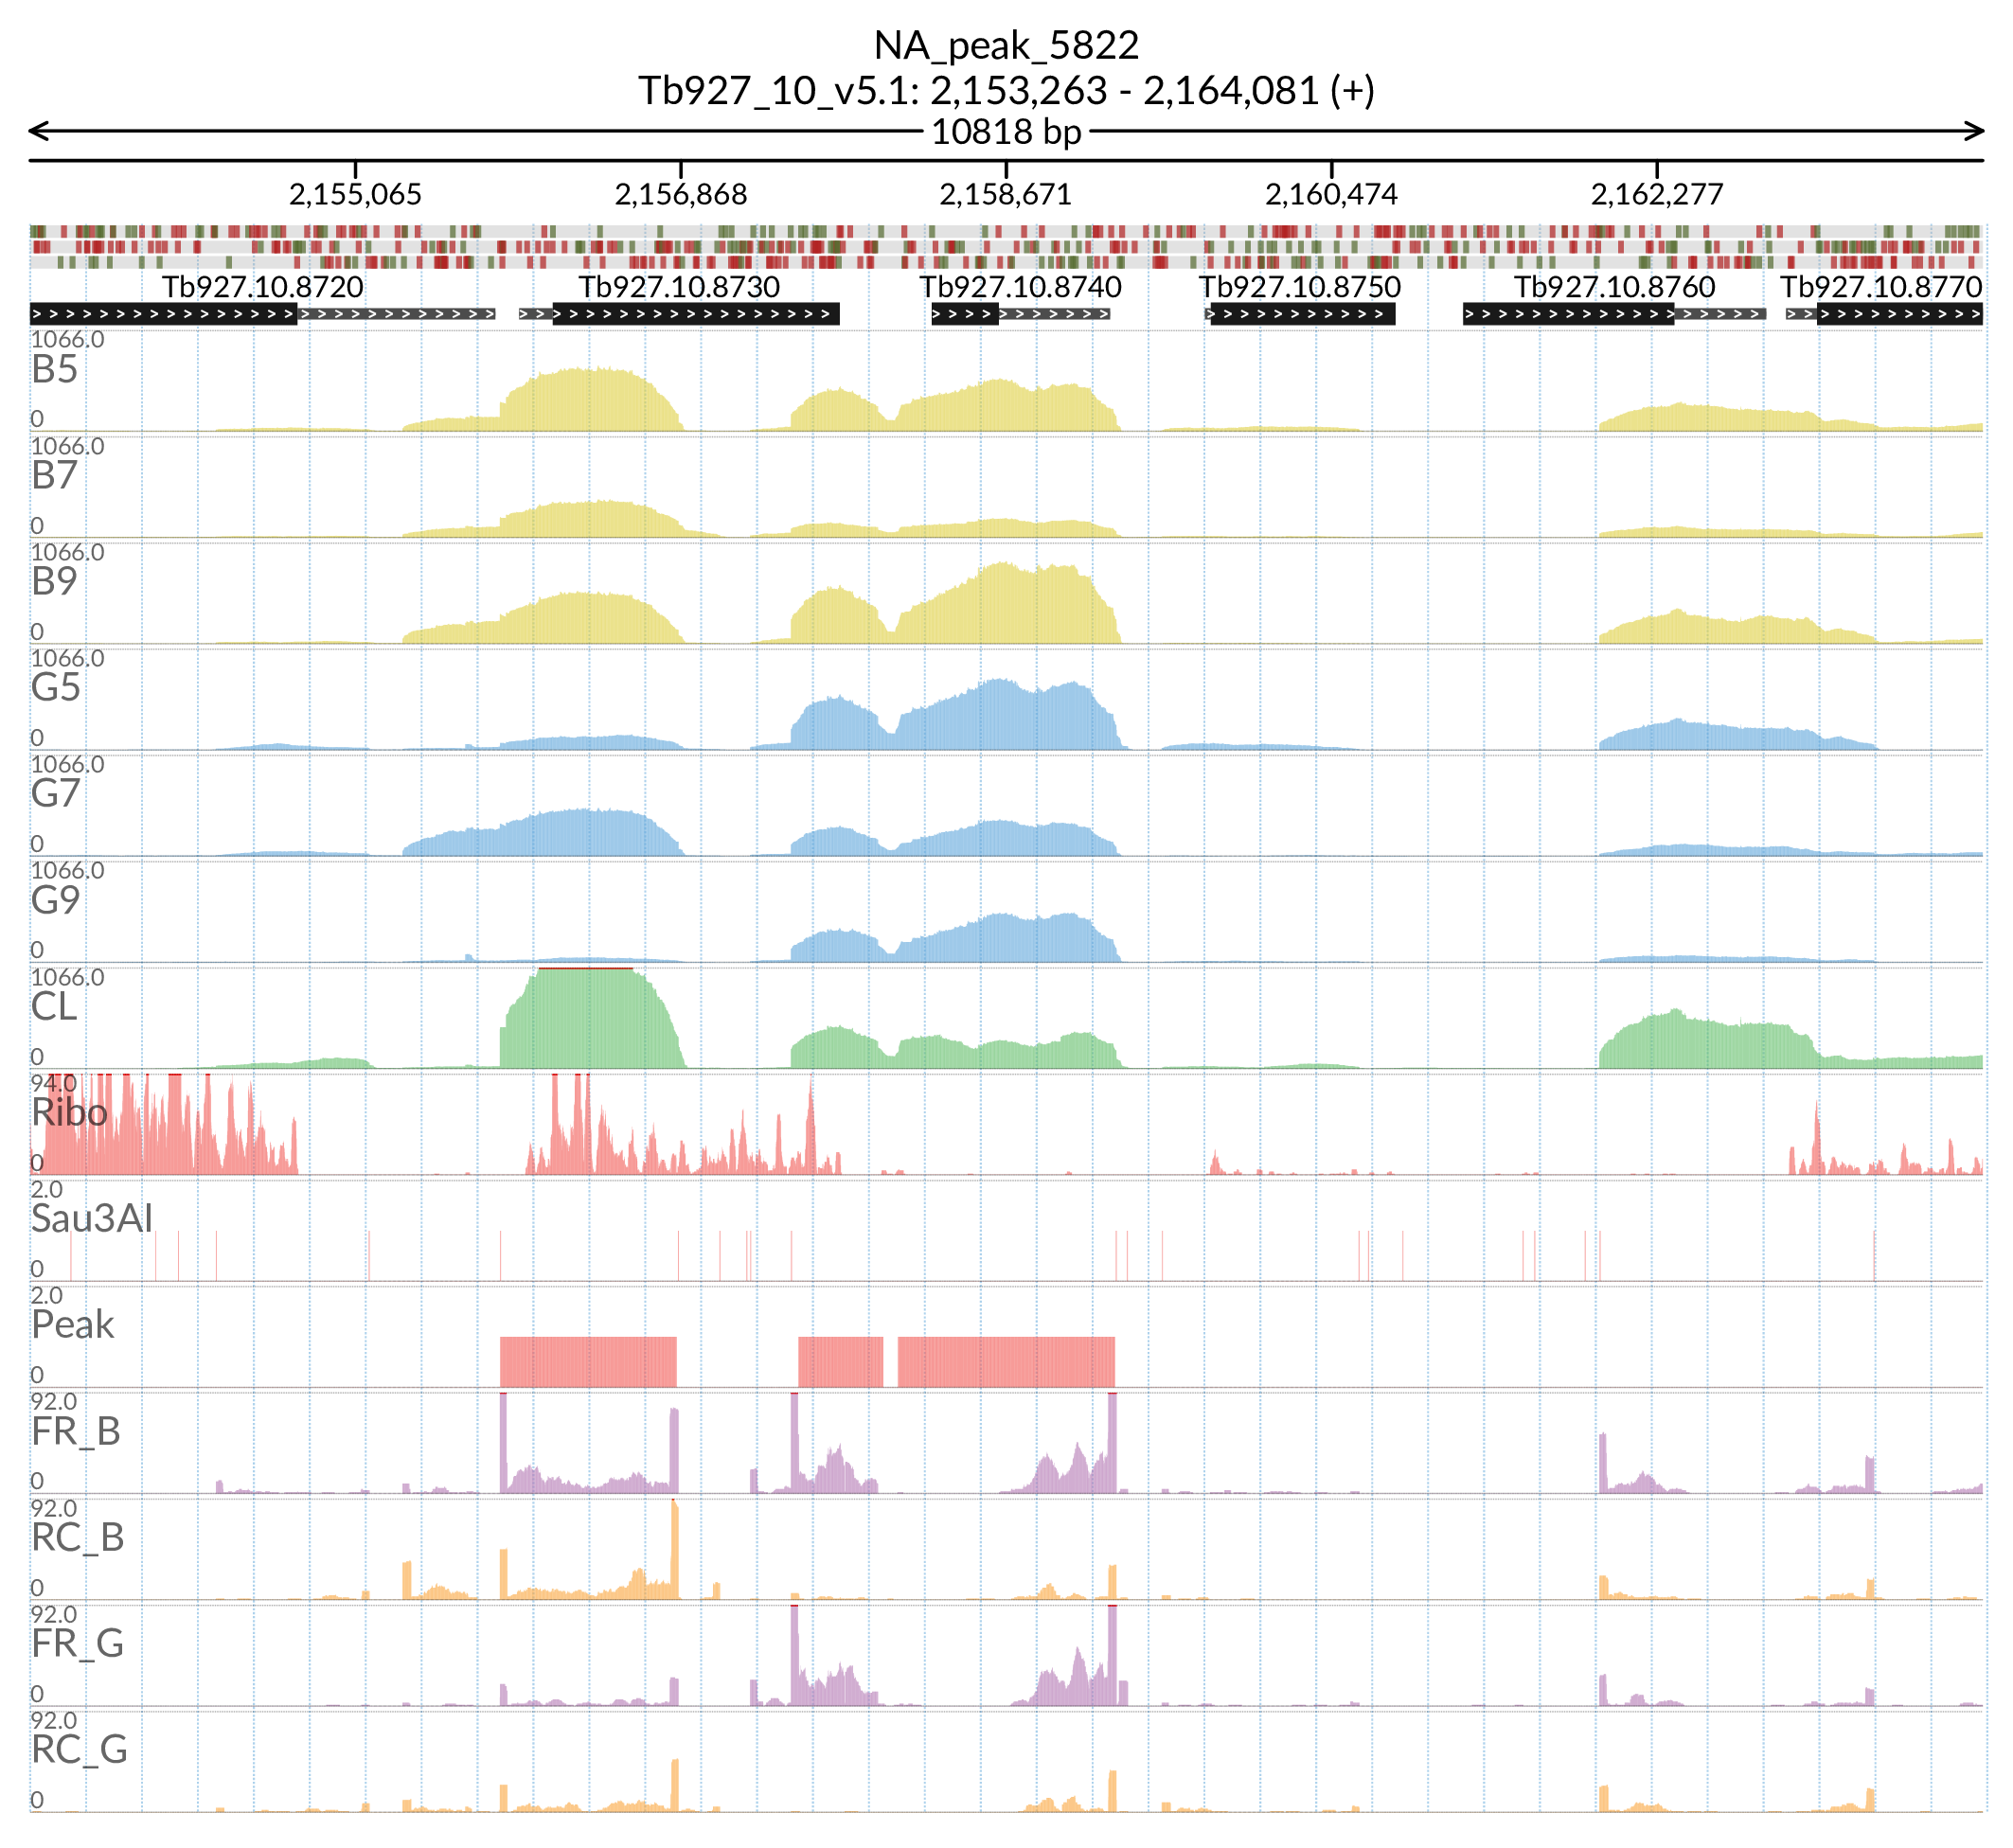 NA_peak_5822
Tb927_10_v5.1: 2,153,263 - 2,164,081 (+)
10818 bp
2,155,065 2,156,868 2,158,671 2,160,474 2,162,277
Tb927.10.8720 Tb927.10.8730 Tb927.10.8740 Tb927.10.8750 Tb927.10.8760 Tb927.10.8770
1066.0
B5
0
1066.0
B7
0
1066.0
B9
0
1066.0
G5
0
1066.0
G7
0
1066.0
G9
0
1066.0
CL
0
94.0
Ribo
0
2.0
Sau3AI
0
2.0
Peak
0
92.0
FR_B
0
92.0
RC_B
0
92.0
FR_G
0
92.0
RC_G
0